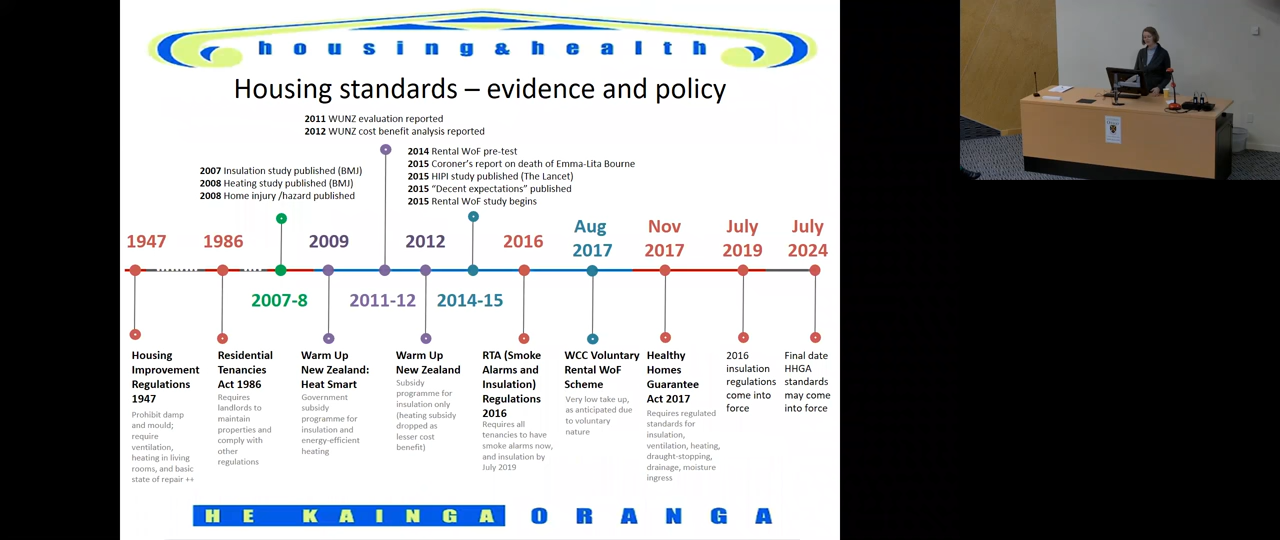 housing&health
Housing standards – evidence and policy
2011 WUNZ evaluation reported
2012 WUNZ cost benefit analysis reported
2014 Rental WoF pre-test
2015 Coroner's report on death of Emma-Lita Bourne
2015 HIPI study published (The Lancet)
2015 "Decent expectations" published
2015 Rental WoF study begins
2007 Insulation study published (BMJ)
2008 Heating study published (BMJ)
2008 Home injury /hazard published
1947
1986
2009
2012
2016
Aug
2017
Nov
2017
July
2019
July
2024
2007-8
2011-12
2014-15
Housing
Improvement
Regulations
1947
Prohibit damp
and mould;
require
ventilation,
heating in living
rooms, and basic
state of repair ++
Residential
Tenancies
Act 1986
Requires
landlords to
maintain
properties and
comply with
other
regulations
Warm Up
New Zealand:
Heat Smart
Government
subsidy
programme for
insulation and
energy-efficient
heating
Warm Up
New Zealand
Subsidy
programme for
insulation only
(heating subsidy
dropped as
lesser cost
benefit)
RTA (Smoke
Alarms and
Insulation)
Regulations
2016
Requires all
tenancies to have
smoke alarms now,
and insulation by
July 2019
WCC Voluntary
Rental WoF
Scheme
Very low take up,
as anticipated due
to voluntary
nature
Healthy
Homes
Guarantee
Act 2017
Requires regulated
standards for
insulation,
ventilation, heating,
draught-stopping,
drainage, moisture
ingress
2016
insulation
regulations
come into
force
Final date
HHGA
standards
may come
into force
HE KAINGA ORANGA